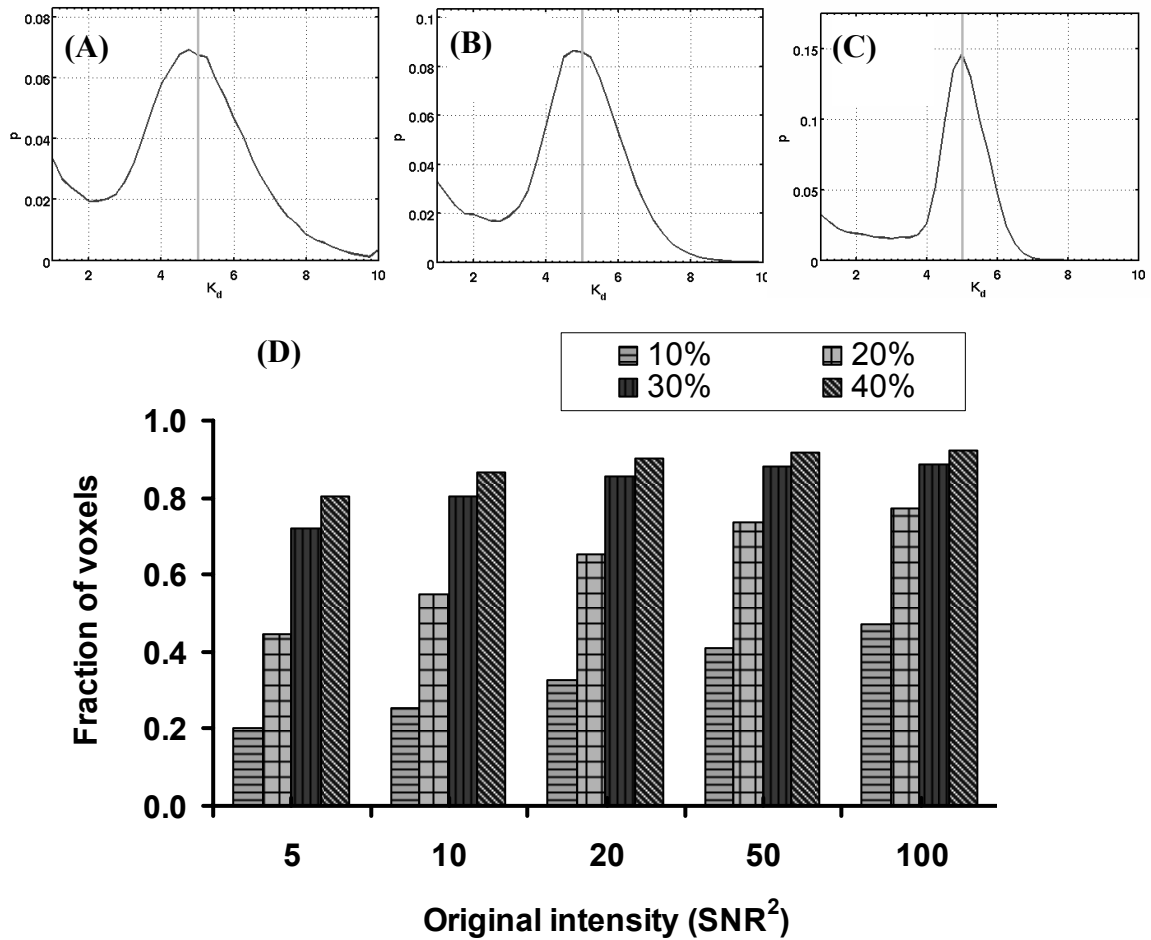 (A)
0.08
0.06
0.04
0.02
0
p
2 4 6 8 10
K_d
(B)
0.1
0.08
0.06
0.04
0.02
0
p
2 4 6 8 10
K_d
(C)
0.15
0.1
0.05
0
p
2 4 6 8 10
K_d
(D)
10% 20%
30% 40%
Fraction of voxels
1.0
0.8
0.6
0.4
0.2
0.0
5 10 20 50 100
Original intensity (SNR²)